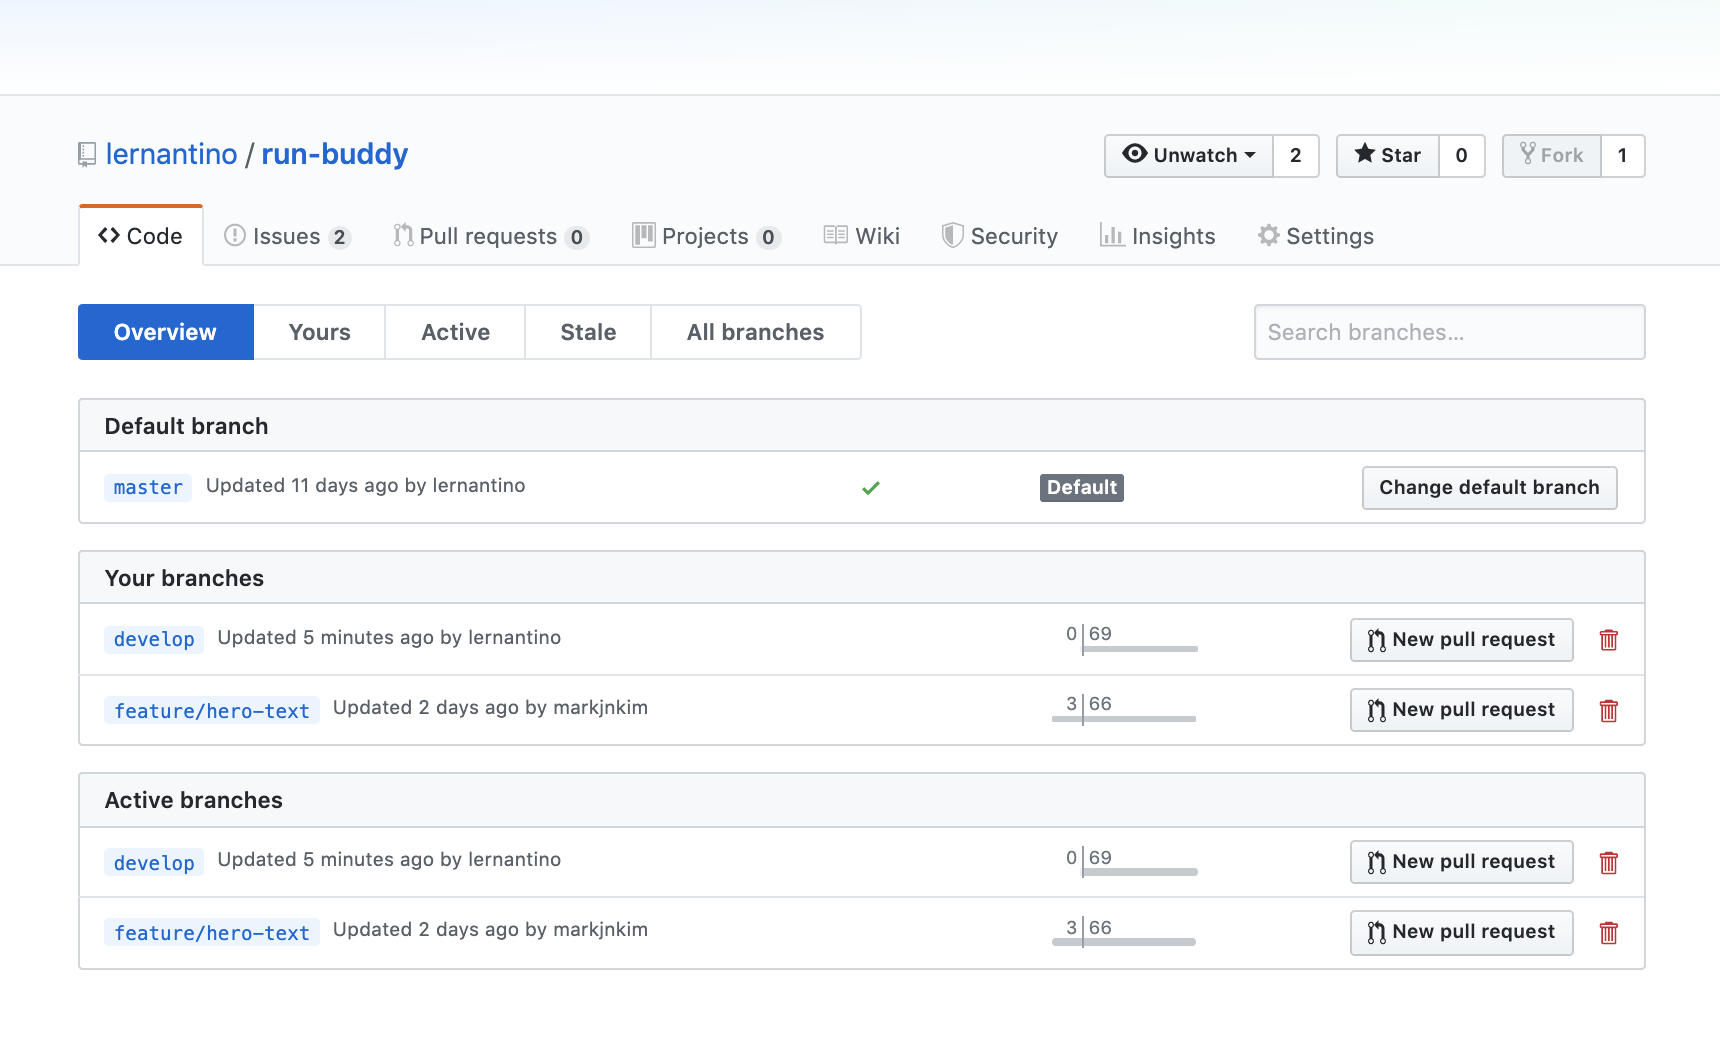 lernantino / run-buddy
Unwatch 2 Star 0 Fork 1
Code Issues 2 Pull requests 0 Projects 0 Wiki Security Insights Settings
Overview Yours Active Stale All branches Search branches...
Default branch
master Updated 11 days ago by lernantino Default Change default branch
Your branches
develop Updated 5 minutes ago by lernantino 0 69 New pull request
feature/hero-text Updated 2 days ago by markjnkim 3 66 New pull request
Active branches
develop Updated 5 minutes ago by lernantino 0 69 New pull request
feature/hero-text Updated 2 days ago by markjnkim 3 66 New pull request